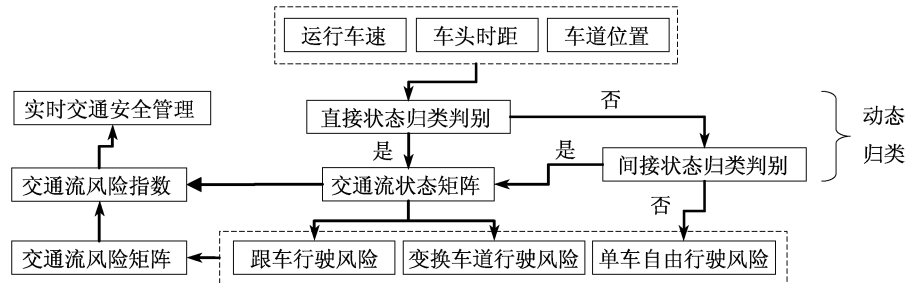 运行车速
车头时距
车道位置
实时交通安全管理
直接状态归类判别
否
动态
归类
是
是
间接状态归类判别
交通流风险指数
交通流状态矩阵
否
交通流风险矩阵
跟车行驶风险
变换车道行驶风险
单车自由行驶风险